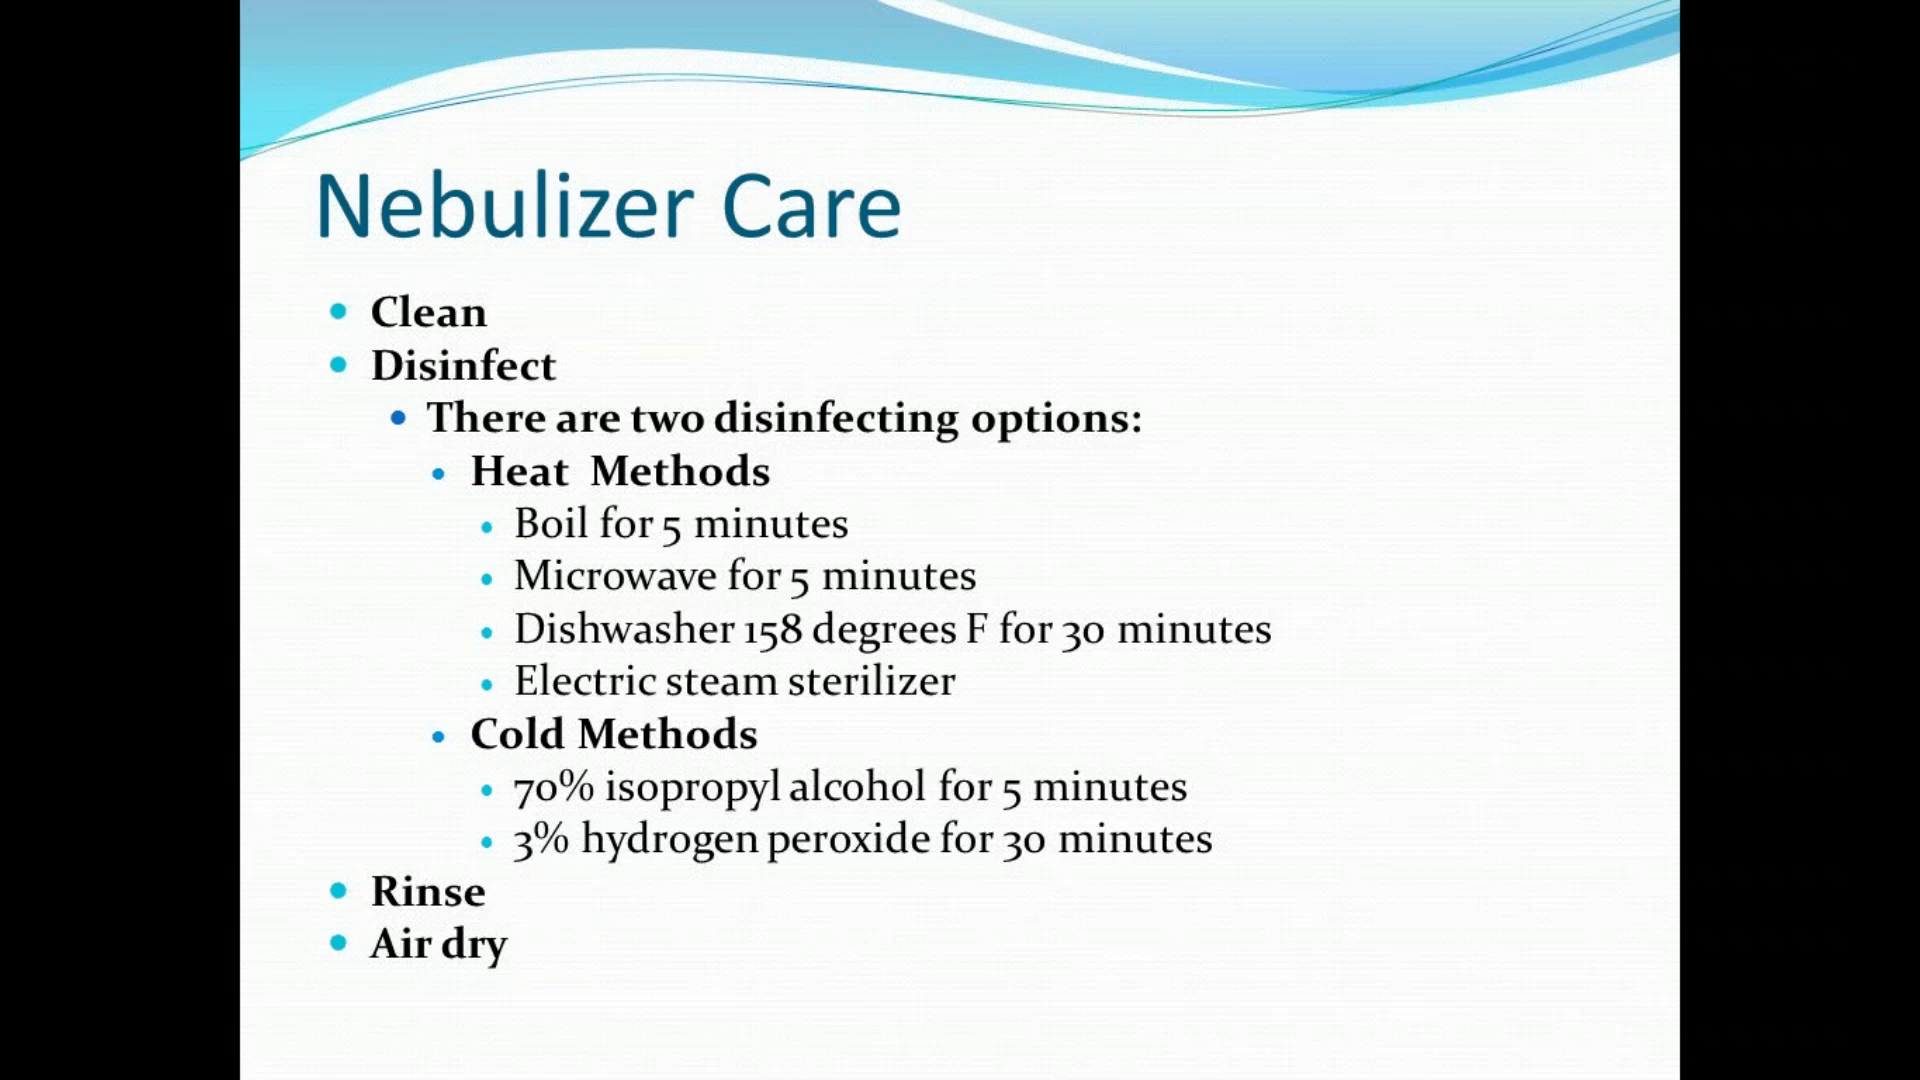 Nebulizer Care
Clean
Disinfect
There are two disinfecting options:
Heat Methods
Boil for 5 minutes
Microwave for 5 minutes
Dishwasher 158 degrees F for 30 minutes
Electric steam sterilizer
Cold Methods
70% isopropyl alcohol for 5 minutes
3% hydrogen peroxide for 30 minutes
Rinse
Air dry